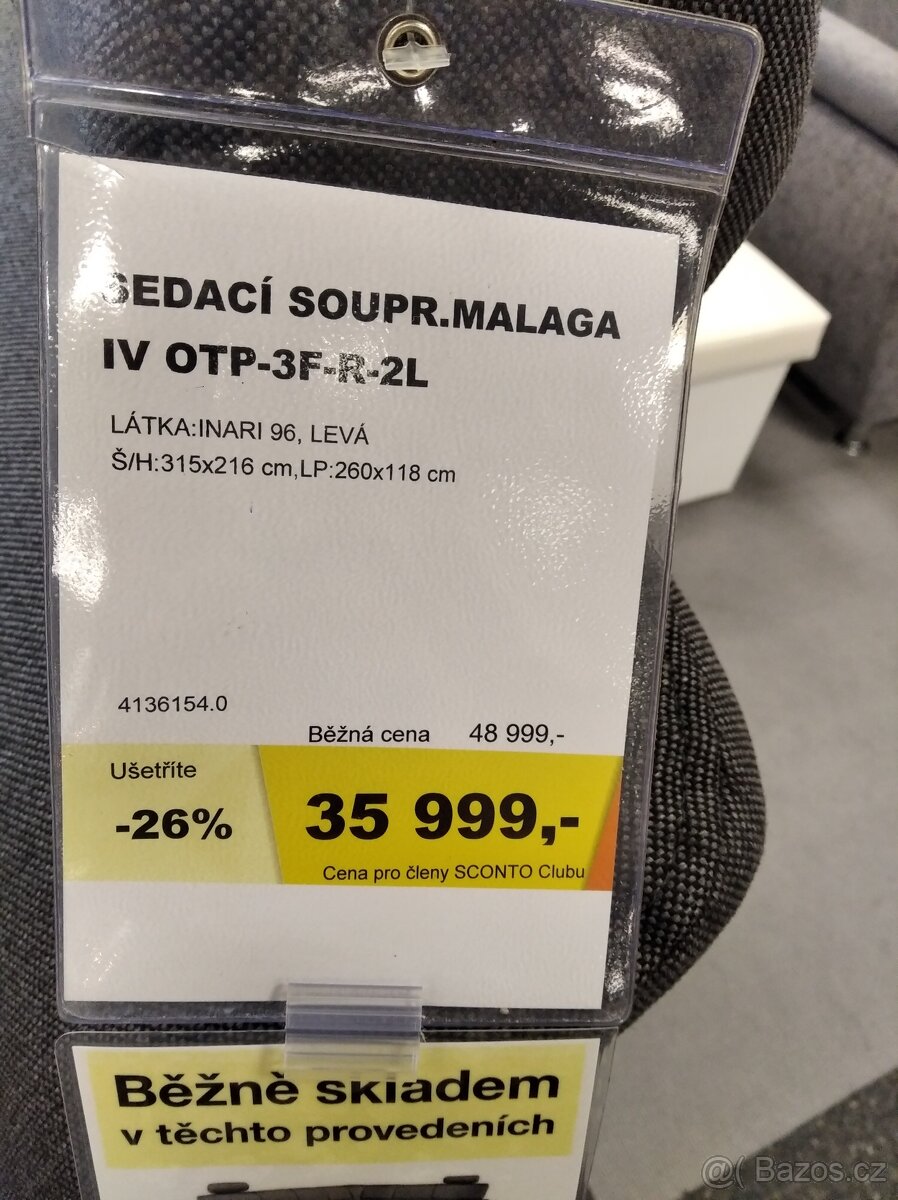 SEDACÍ SOUPR.MALAGA
IV OTP-3F-R-2L
LÁTKA:INARI 96, LEVÁ
Š/H:315x216 cm,LP:260x118 cm
4136154.0
Běžná cena 48 999,-
Ušetříte
-26%
35 999,-
Cena pro členy SCONTO Clubu
Běžně skladem
v těchto provedeních
@( Bazos.cz